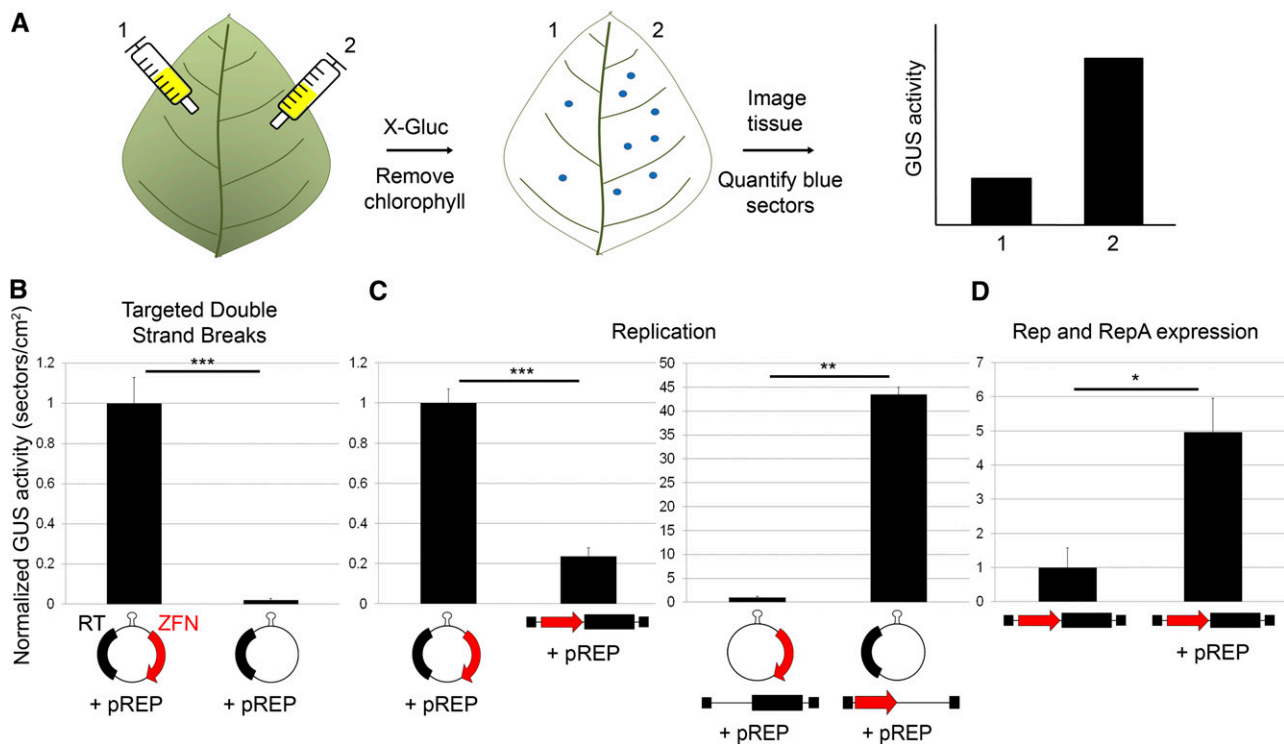 A
1
2
X-Gluc
Remove
chlorophyll
1 2
Image
tissue
Quantify blue
sectors
GUS activity
1 2
B
Targeted Double
Strand Breaks
C
Replication
D
Rep and RepA expression
Normalized GUS activity (sectors/cm²)
1.2
1
0.8
0.6
0.4
0.2
0
***
RT
ZFN
+ pREP
+ pREP
1.2
1
0.8
0.6
0.4
0.2
0
***
+ pREP
+ pREP
50
45
40
35
30
25
20
15
10
5
0
**
+ pREP
+ pREP
7
6
5
4
3
2
1
0
*
+ pREP